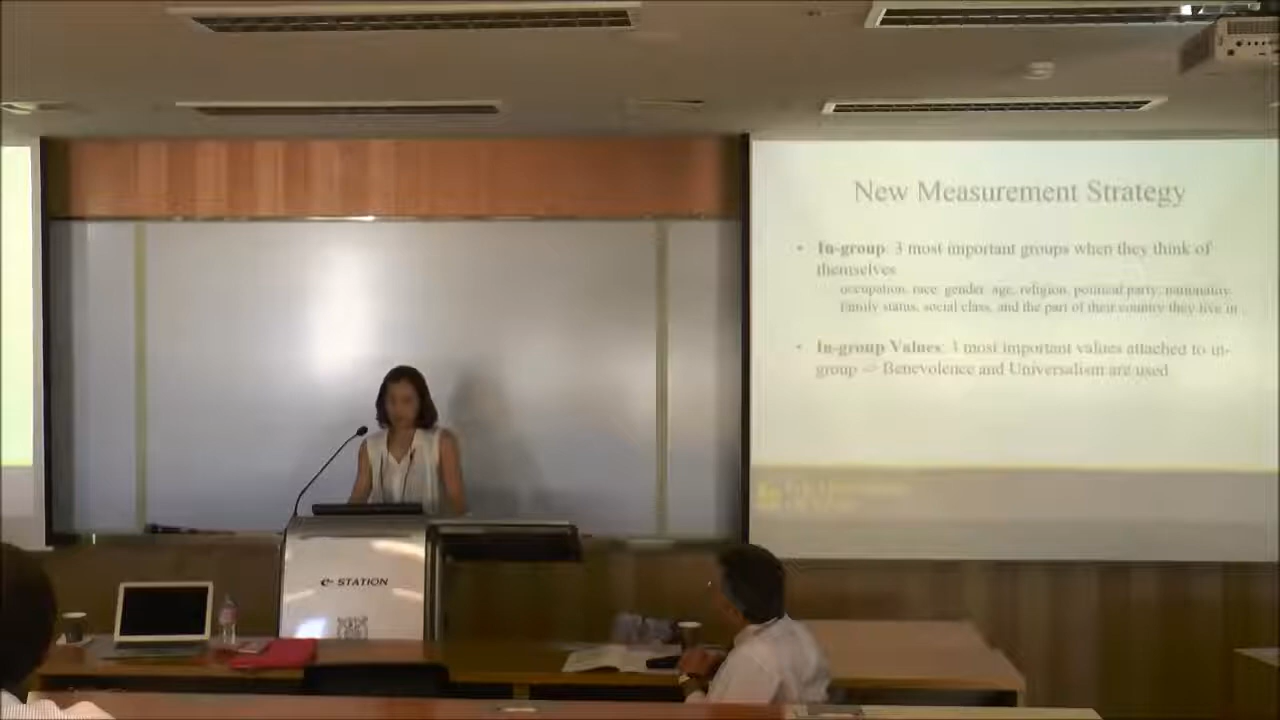 New Measurement Strategy
• In-group: 3 most important groups when they think of
themselves
occupation, race, gender, age, religion, political party, nationality,
Family status, social class, and the part of their country they live in
• In-group Values: 3 most important values attached to in-
group => Benevolence and Universalism are used
e-STATION